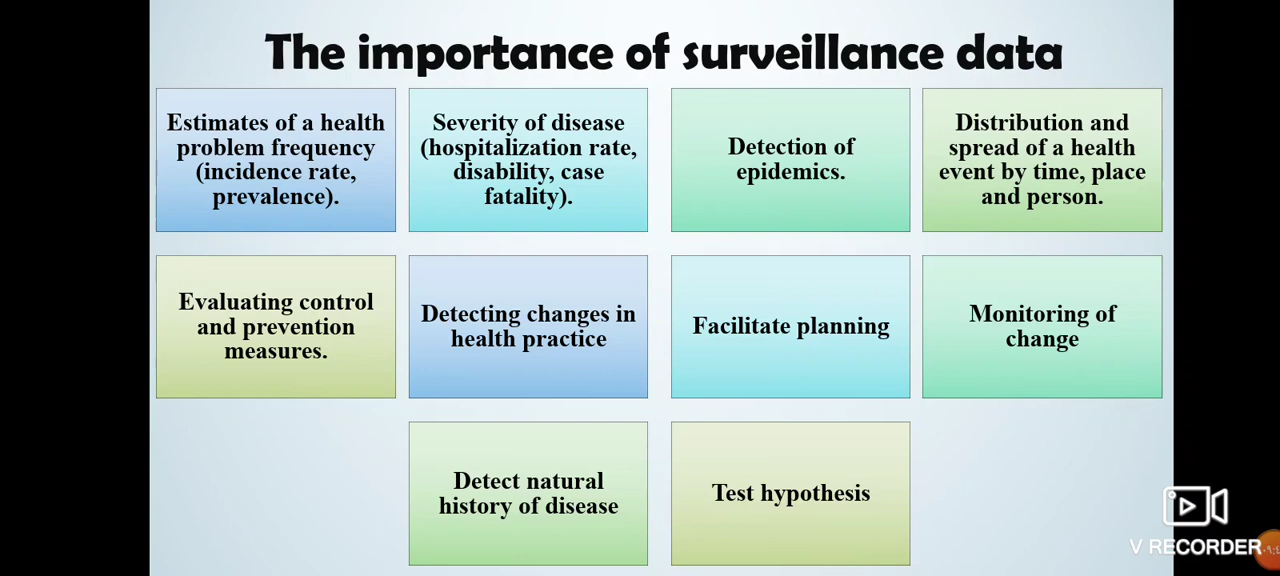 The importance of surveillance data
Estimates of a health
problem frequency
(incidence rate,
prevalence).
Severity of disease
(hospitalization rate,
disability, case
fatality).
Detection of
epidemics.
Distribution and
spread of a health
event by time, place
and person.
Evaluating control
and prevention
measures.
Detecting changes in
health practice
Facilitate planning
Monitoring of
change
Detect natural
history of disease
Test hypothesis
V RECORDER